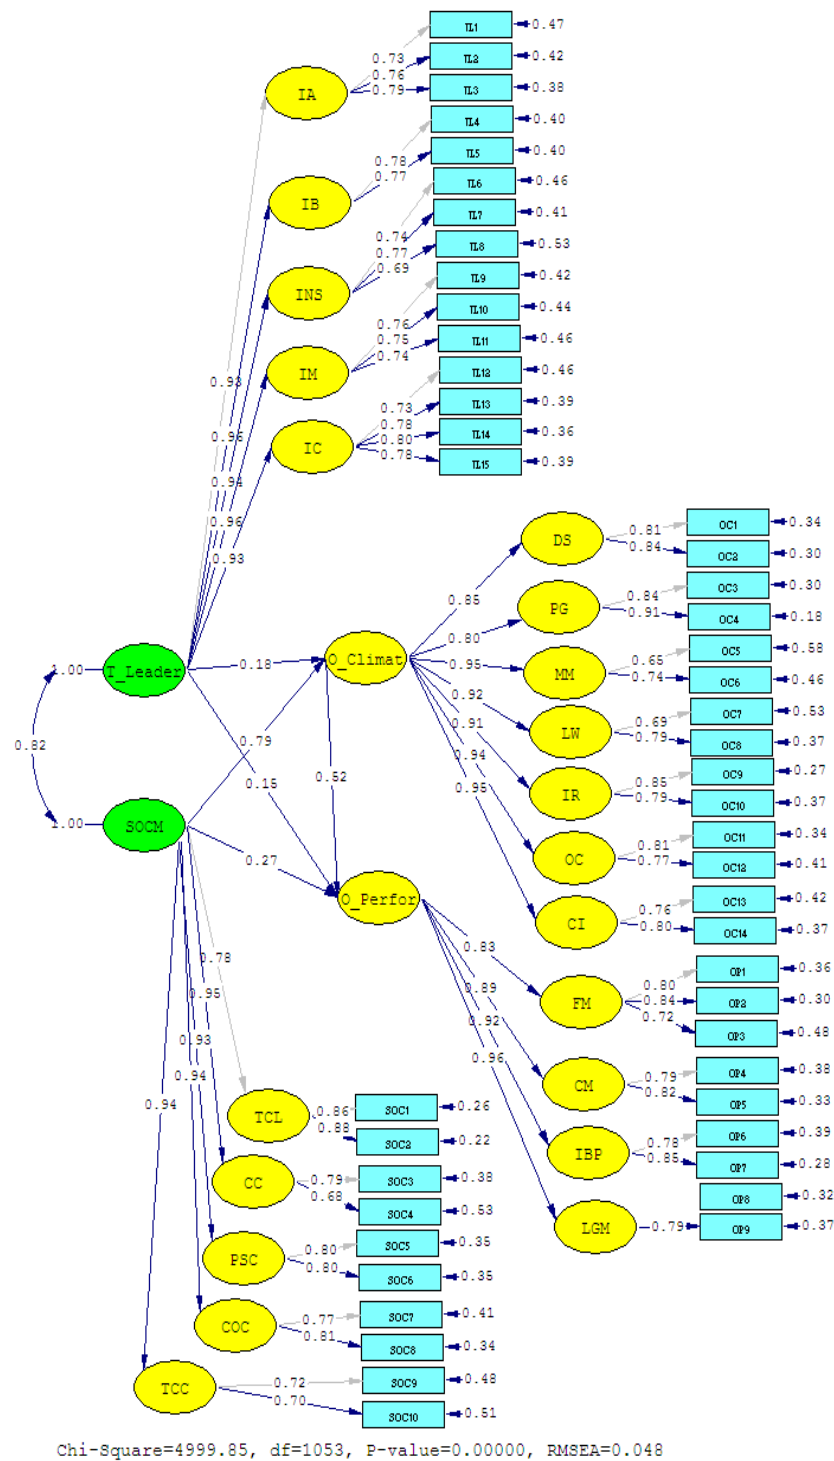 TL1 0.47
0.73
TL2 0.42
0.76
IA 0.79 TL3 0.38
TL4 0.40
0.78 TL5 0.40
0.77
IB TL6 0.46
0.74 TL7 0.41
0.77
0.69 TL8 0.53
INS TL9 0.42
0.76 TL10 0.44
0.75
0.74 TL11 0.46
IM TL12 0.46
0.73 TL13 0.39
0.78
0.80 TL14 0.36
IC 0.78 TL15 0.39
0.93
0.96
0.94
0.96
0.93
0.81 OC1 0.34
DS 0.84 OC2 0.30
0.84 OC3 0.30
0.85 PG 0.91 OC4 0.18
0.80
0.65 OC5 0.58
1.00 T_Leader 0.18 O_Climat 0.95 MM 0.74 OC6 0.46
0.92 0.69 OC7 0.53
0.91 LW 0.79 OC8 0.37
0.82 0.79 0.94 0.85 OC9 0.27
0.15 0.52 0.95 IR 0.79 OC10 0.37
1.00 SOCM 0.81 OC11 0.34
0.27 OC 0.77 OC12 0.41
O_Perfor 0.76 OC13 0.42
CI 0.80 OC14 0.37
0.83
0.78 0.80 OP1 0.36
0.95 0.89 FM 0.84 OP2 0.30
0.92 0.72 OP3 0.48
0.93 0.96
0.94 0.79 OP4 0.38
0.94 CM 0.82 OP5 0.33
TCL 0.86 SOC1 0.26 0.78 OP6 0.39
0.88 SOC2 0.22 IBP 0.85 OP7 0.28
CC 0.79 SOC3 0.38 OP8 0.32
0.68 SOC4 0.53 LGM 0.79 OP9 0.37
PSC 0.80 SOC5 0.35
0.80 SOC6 0.35
COC 0.77 SOC7 0.41
0.81 SOC8 0.34
TCC 0.72 SOC9 0.48
0.70 SOC10 0.51
Chi-Square=4999.85, df=1053, P-value=0.00000, RMSEA=0.048